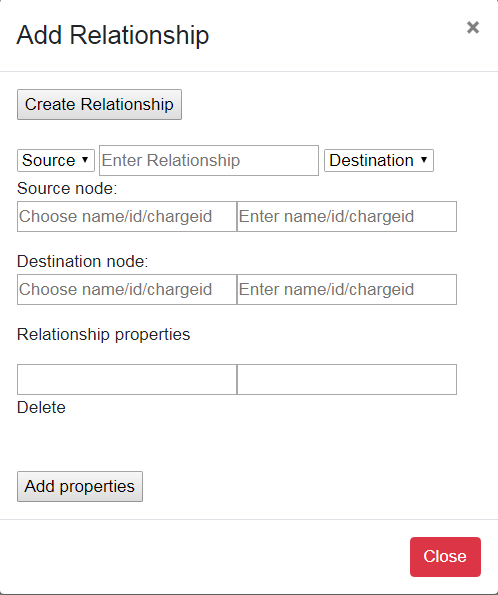 Add Relationship ×
Create Relationship
Source ▾ Enter Relationship Destination ▾
Source node:
Choose name/id/chargeid Enter name/id/chargeid
Destination node:
Choose name/id/chargeid Enter name/id/chargeid
Relationship properties
Delete
Add properties
Close